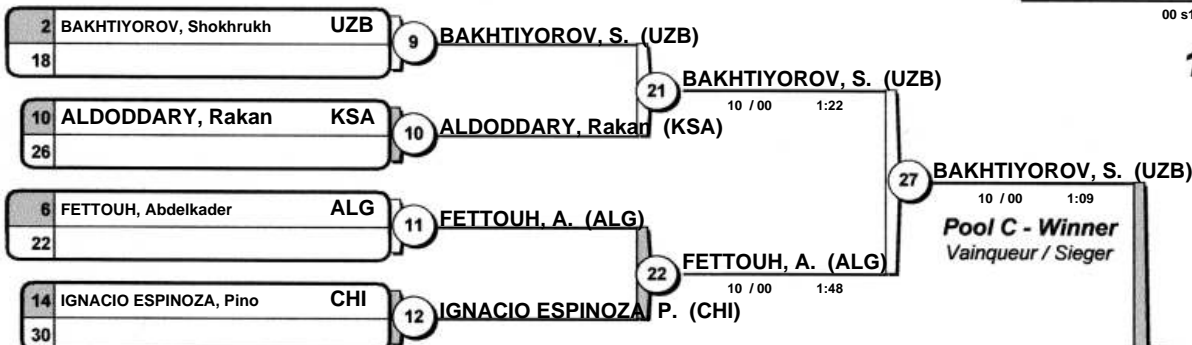 00 s1
2 BAKHTIYOROV, Shokhrukh UZB
18
9
BAKHTIYOROV, S. (UZB)
10 ALDODDARY, Rakan KSA
26
10
ALDODDARY, Rakan (KSA)
21
BAKHTIYOROV, S. (UZB)
10 / 00 1:22
6 FETTOUH, Abdelkader ALG
22
11
FETTOUH, A. (ALG)
14 IGNACIO ESPINOZA, Pino CHI
30
12
IGNACIO ESPINOZA, P. (CHI)
22
FETTOUH, A. (ALG)
10 / 00 1:48
27
BAKHTIYOROV, S. (UZB)
10 / 00 1:09
Pool C - Winner
Vainqueur / Sieger